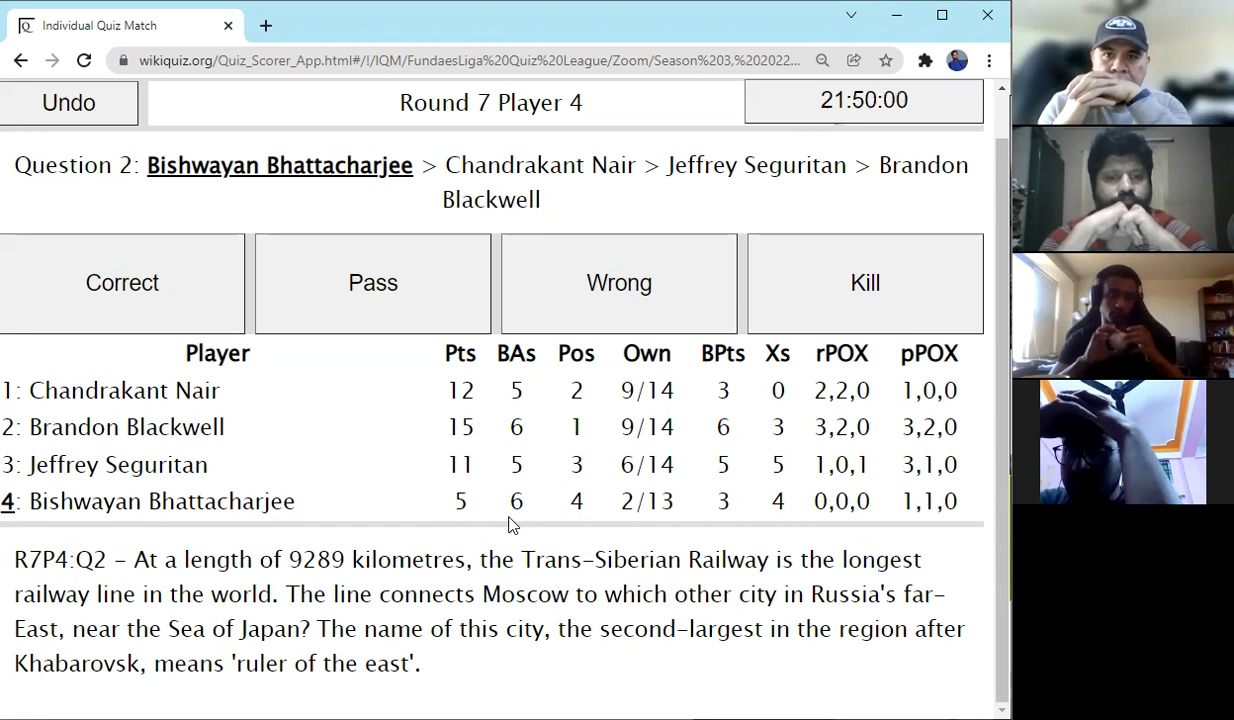 Individual Quiz Match
wikiquiz.org/Quiz_Scorer_App.html#/!/IQM/FundaesLiga%20Quiz%20League/Zoom/Season%203,%202022...
Undo
Round 7 Player 4
21:50:00
Question 2: Bishwayan Bhattacharjee > Chandrakant Nair > Jeffrey Seguritan > Brandon
Blackwell
Correct
Pass
Wrong
Kill
Player Pts BAs Pos Own BPts Xs rPOX pPOX
1: Chandrakant Nair 12 5 2 9/14 3 0 2,2,0 1,0,0
2: Brandon Blackwell 15 6 1 9/14 6 3 3,2,0 3,2,0
3: Jeffrey Seguritan 11 5 3 6/14 5 5 1,0,1 3,1,0
4: Bishwayan Bhattacharjee 5 6 4 2/13 3 4 0,0,0 1,1,0
R7P4:Q2 - At a length of 9289 kilometres, the Trans-Siberian Railway is the longest
railway line in the world. The line connects Moscow to which other city in Russia's far-
East, near the Sea of Japan? The name of this city, the second-largest in the region after
Khabarovsk, means 'ruler of the east'.